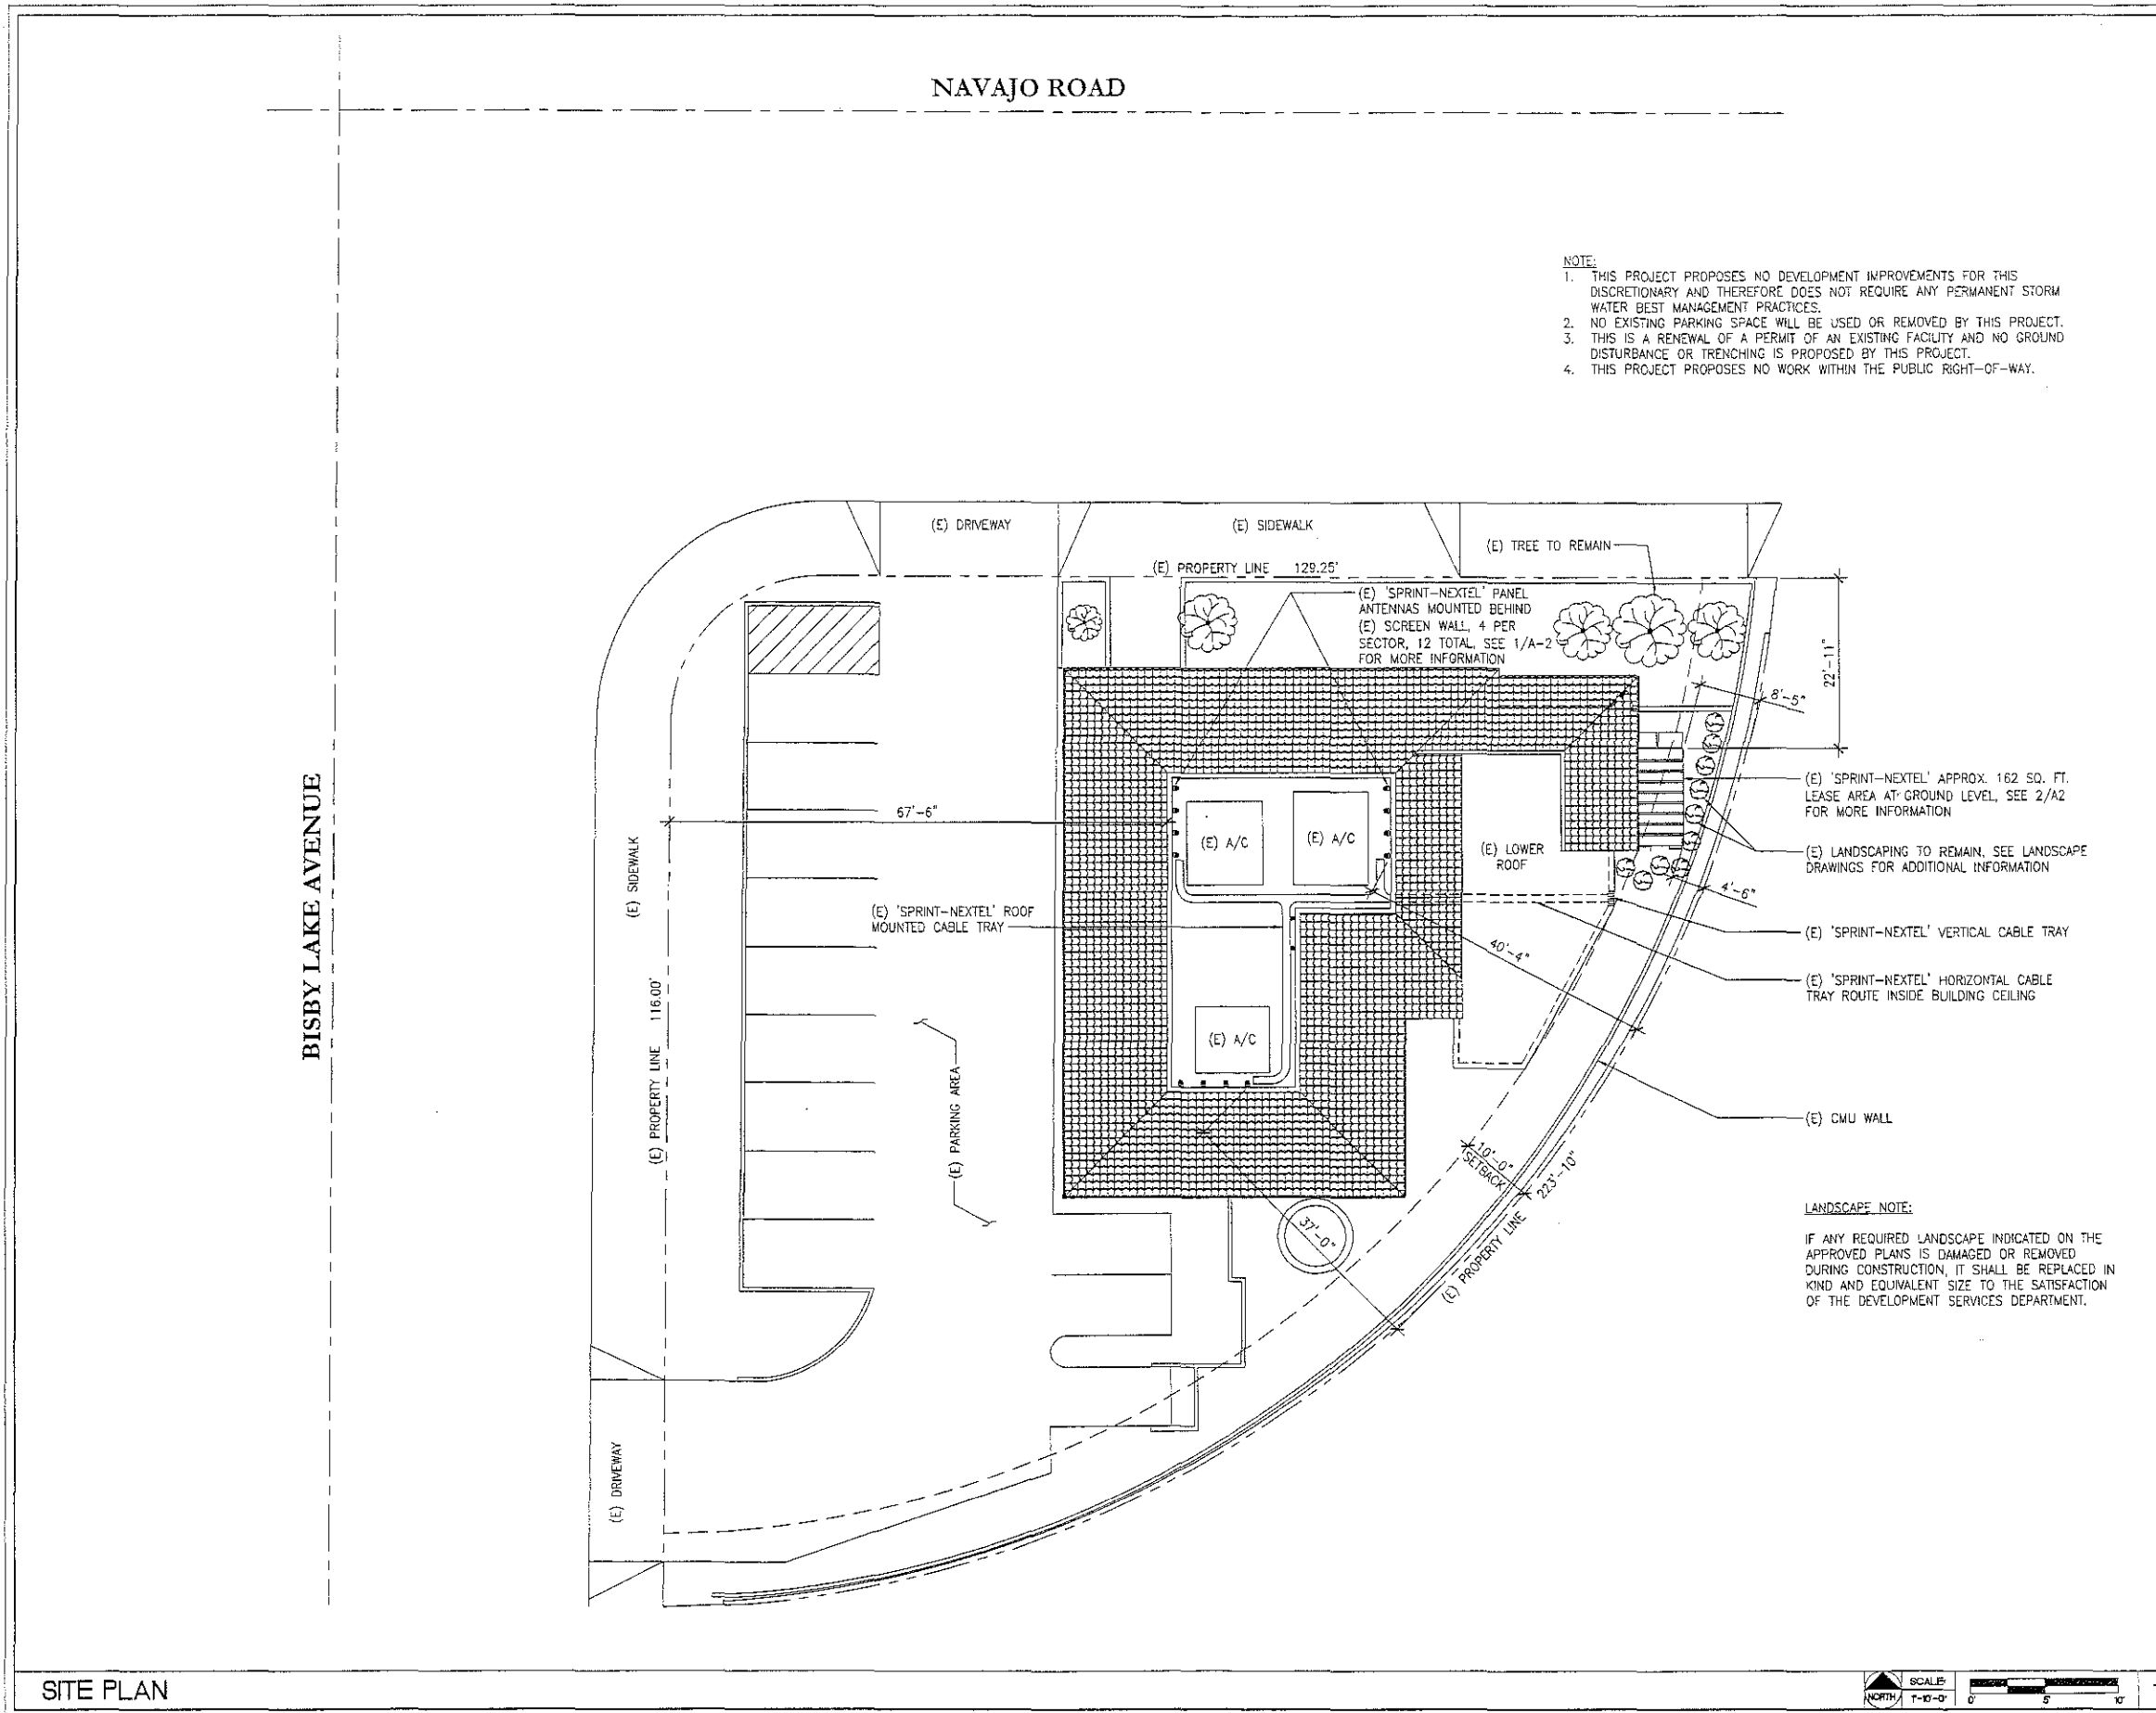 NAVAJO ROAD
NOTE:
1. THIS PROJECT PROPOSES NO DEVELOPMENT IMPROVEMENTS FOR THIS
DISCRETIONARY AND THEREFORE DOES NOT REQUIRE ANY PERMANENT STORM
WATER BEST MANAGEMENT PRACTICES.
2. NO EXISTING PARKING SPACE WILL BE USED OR REMOVED BY THIS PROJECT.
3. THIS IS A RENEWAL OF A PERMIT OF AN EXISTING FACILITY AND NO GROUND
DISTURBANCE OR TRENCHING IS PROPOSED BY THIS PROJECT.
4. THIS PROJECT PROPOSES NO WORK WITHIN THE PUBLIC RIGHT-OF-WAY.
(E) DRIVEWAY
(E) SIDEWALK
(E) TREE TO REMAIN
(E) PROPERTY LINE 129.25'
(E) 'SPRINT-NEXTEL' PANEL
ANTENNAS MOUNTED BEHIND
(E) SCREEN WALL, 4 PER
SECTOR, 12 TOTAL, SEE 1/A-2
FOR MORE INFORMATION
22'-11"
8'-5"
BISBY LAKE AVENUE
(E) SIDEWALK
67'-6"
(E) A/C
(E) A/C
(E) LOWER
ROOF
(E) 'SPRINT-NEXTEL' APPROX. 162 SQ. FT.
LEASE AREA AT GROUND LEVEL, SEE 2/A2
FOR MORE INFORMATION
(E) LANDSCAPING TO REMAIN, SEE LANDSCAPE
DRAWINGS FOR ADDITIONAL INFORMATION
4'-6"
(E) 'SPRINT-NEXTEL' ROOF
MOUNTED CABLE TRAY
(E) 'SPRINT-NEXTEL' VERTICAL CABLE TRAY
40'-4"
(E) 'SPRINT-NEXTEL' HORIZONTAL CABLE
TRAY ROUTE INSIDE BUILDING CEILING
(E) PROPERTY LINE 116.00'
(E) A/C
(E) PARKING AREA
(E) CMU WALL
10'-0"
SETBACK
(E) PROPERTY LINE 223'-10"
37'-0"
LANDSCAPE NOTE:
IF ANY REQUIRED LANDSCAPE INDICATED ON THE
APPROVED PLANS IS DAMAGED OR REMOVED
DURING CONSTRUCTION, IT SHALL BE REPLACED IN
KIND AND EQUIVALENT SIZE TO THE SATISFACTION
OF THE DEVELOPMENT SERVICES DEPARTMENT.
(E) DRIVEWAY
SITE PLAN
NORTH
SCALE:
1"=10'-0"
0' 5' 10'